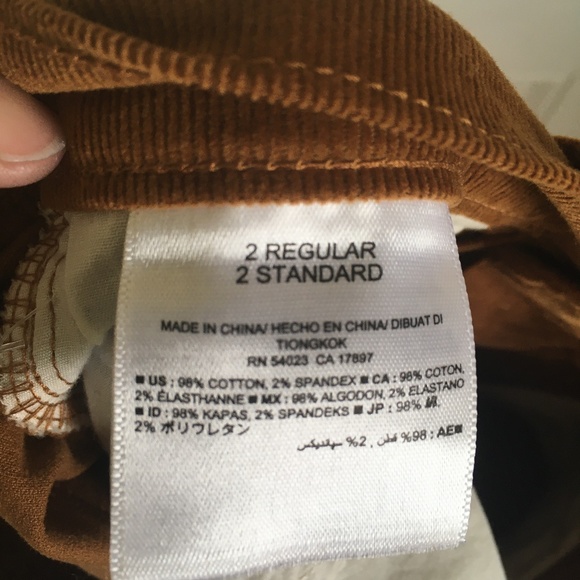 2 REGULAR
2 STANDARD
MADE IN CHINA/ HECHO EN CHINA/ DIBUAT DI
TIONGKOK
RN 54023 CA 17897
■ US : 98% COTTON, 2% SPANDEX ■ CA : 98% COTON,
2% ÉLASTHANNE ■ MX : 98% ALGODON, 2% ELASTANO
■ ID : 98% KAPAS, 2% SPANDEKS ■ JP : 98% 綿,
2% ポリウレタン
■AE : 98% قطن , 2% سباندیکس